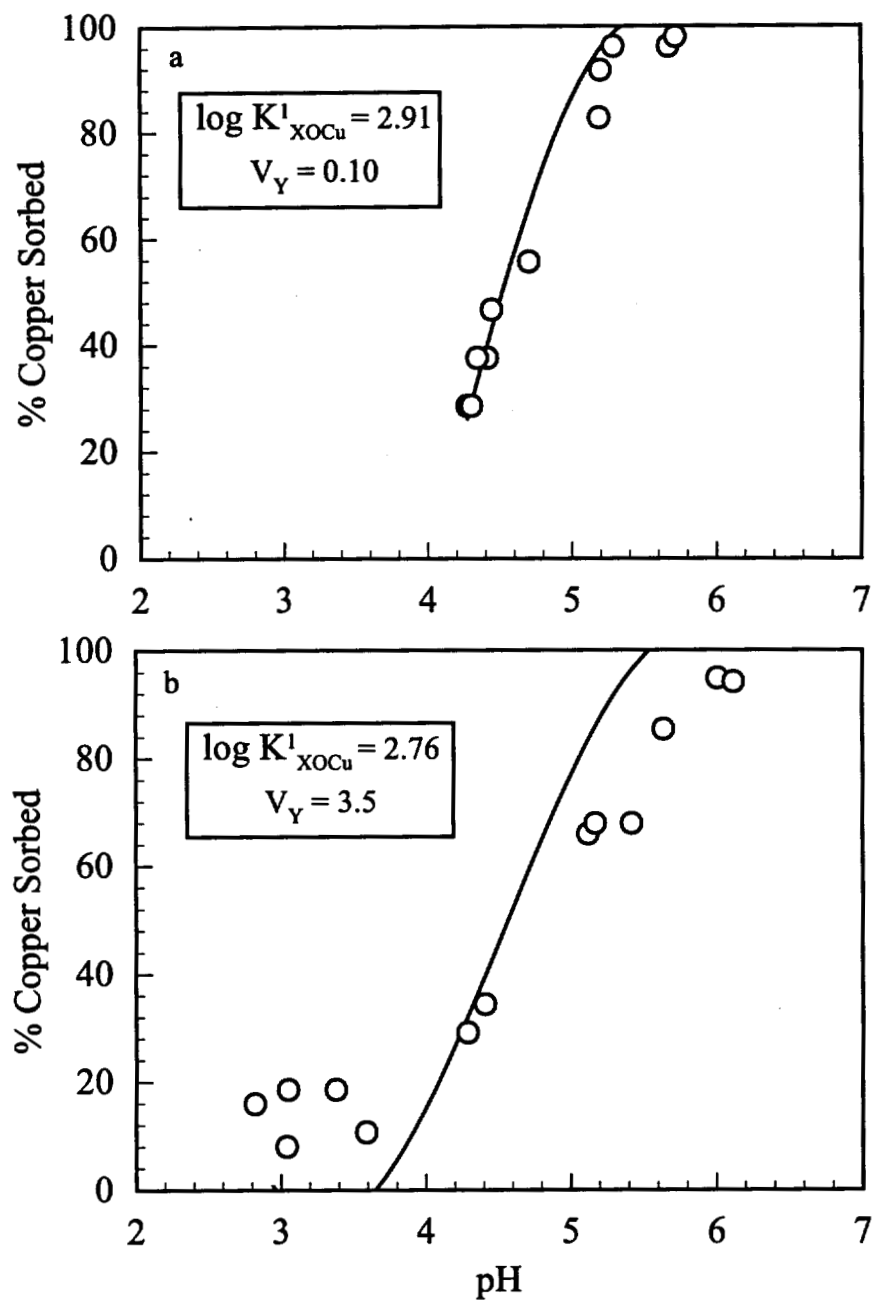 100
a
log K¹XOCu = 2.91
VY = 0.10
80
60
40
20
0
% Copper Sorbed
2 3 4 5 6 7
100
b
log K¹XOCu = 2.76
VY = 3.5
80
60
40
20
0
% Copper Sorbed
2 3 4 5 6 7
pH